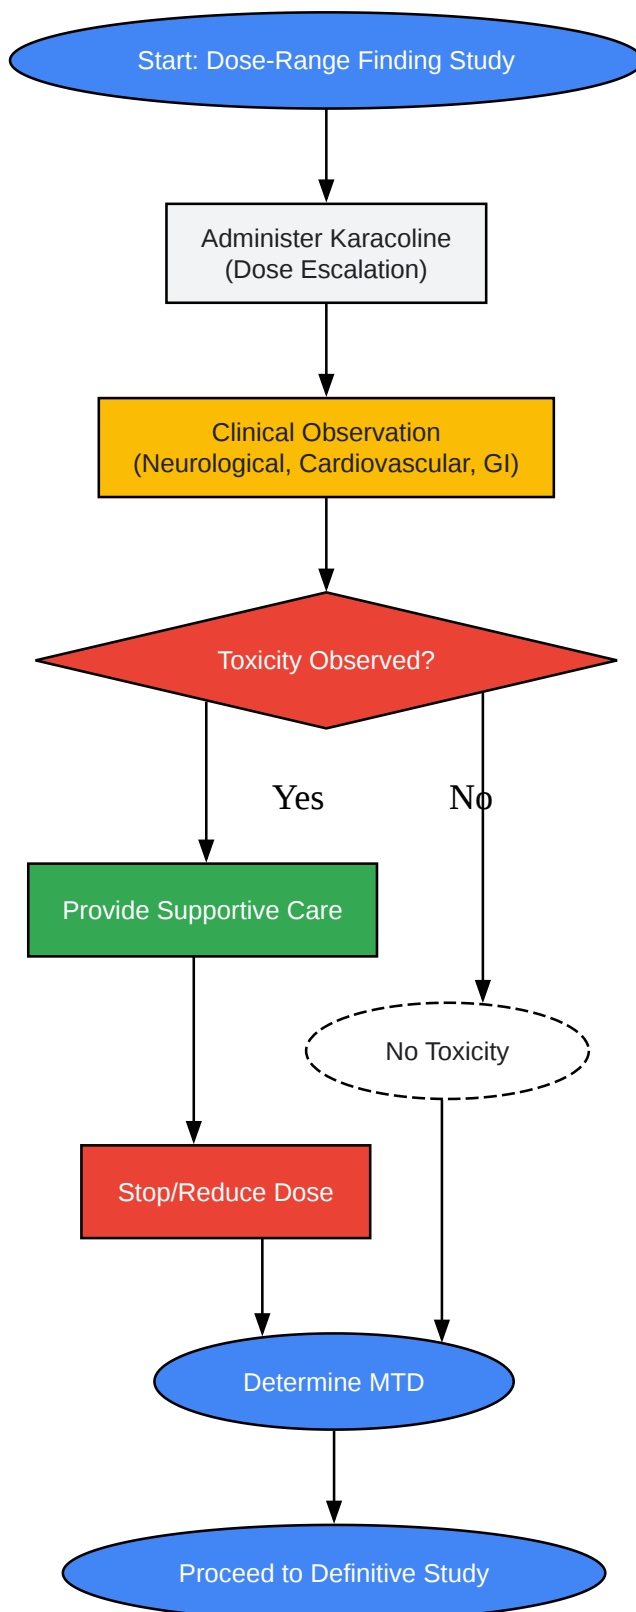 Start: Dose-Range Finding Study
Administer Karacoline
(Dose Escalation)
Clinical Observation
(Neurological, Cardiovascular, GI)
Toxicity Observed?
Yes
No
Provide Supportive Care
No Toxicity
Stop/Reduce Dose
Determine MTD
Proceed to Definitive Study